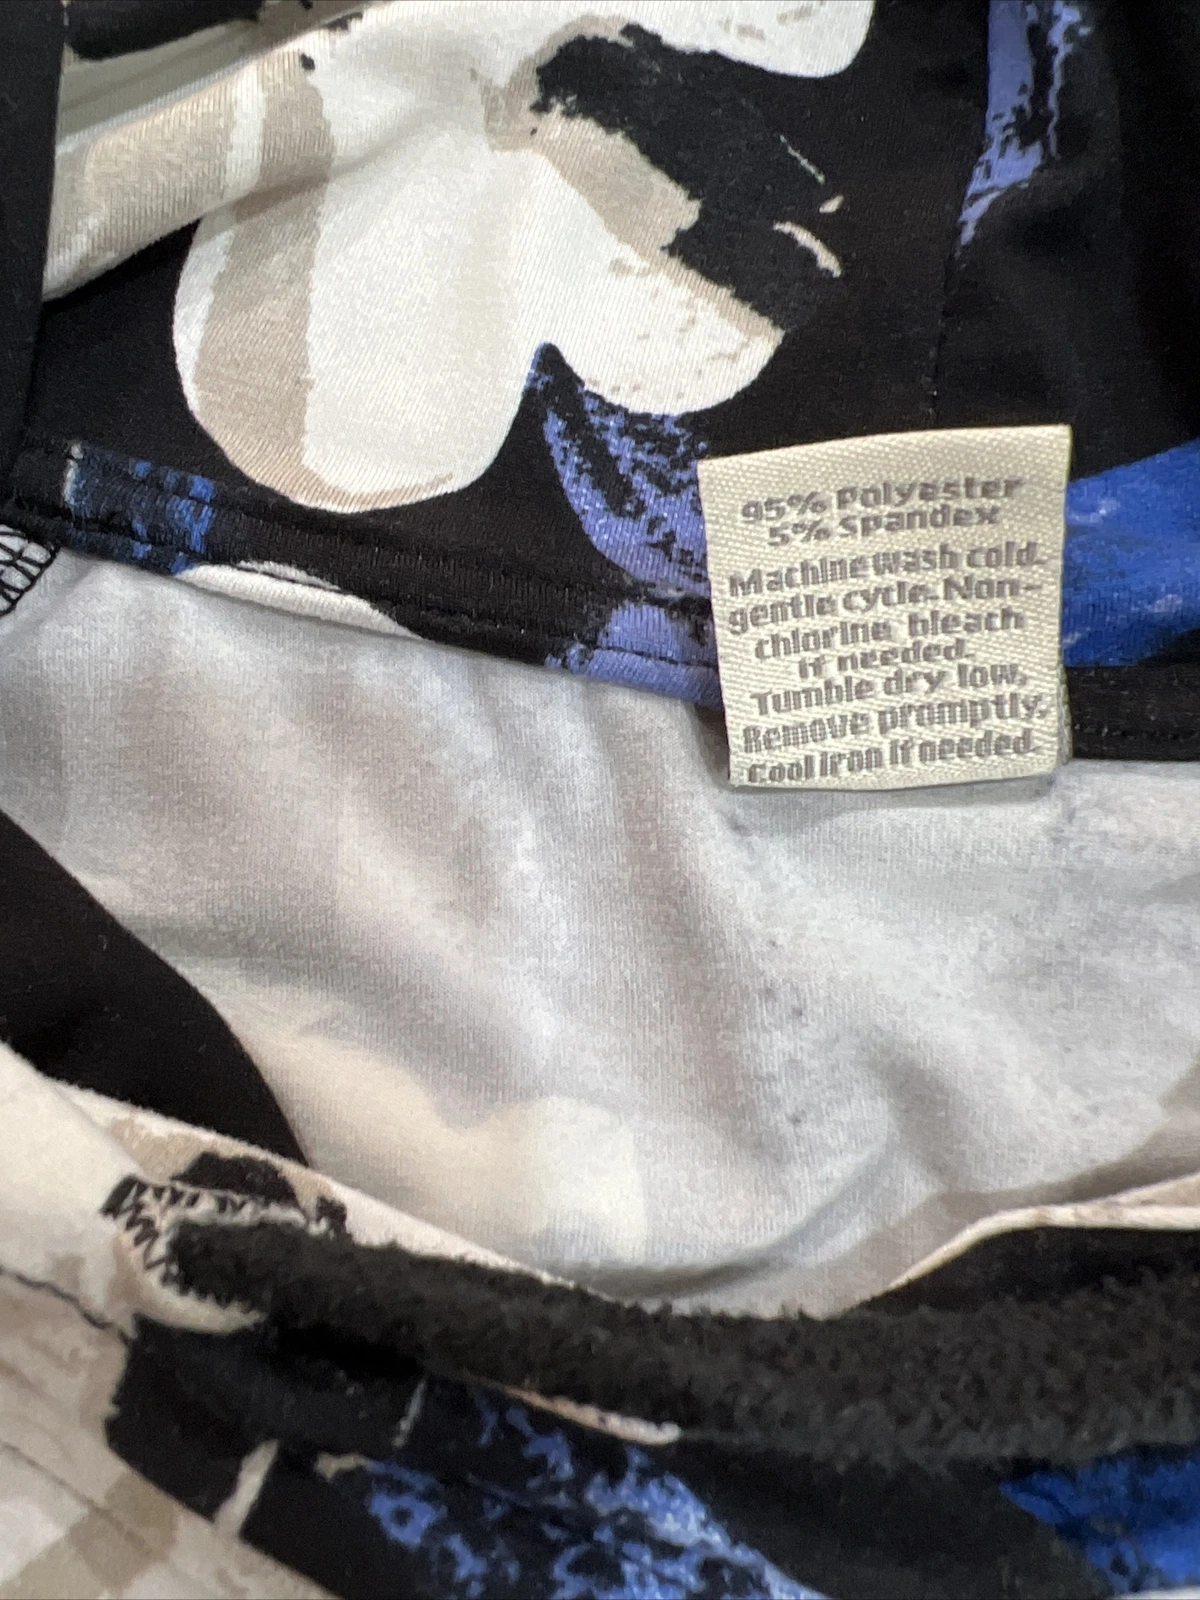 95% Polyester
5% Spandex
Machine wash cold.
gentle cycle. Non-
chlorine bleach
if needed.
Tumble dry low,
Remove promptly.
Cool iron if needed.